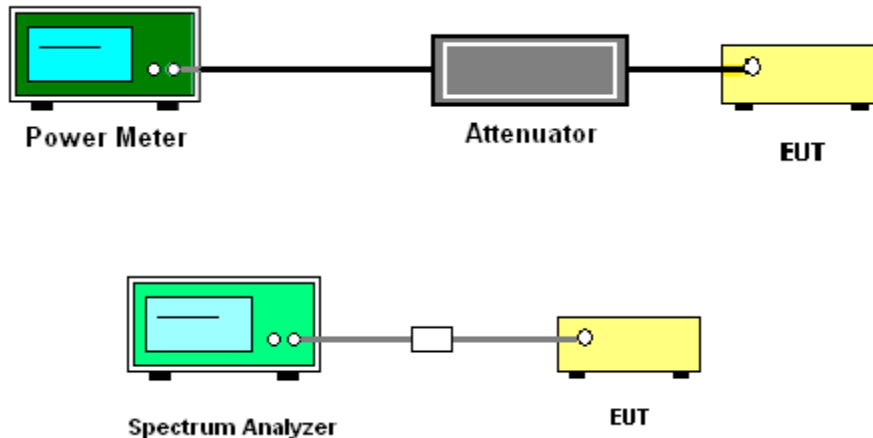 Power Meter
Attenuator
EUT
Spectrum Analyzer
EUT